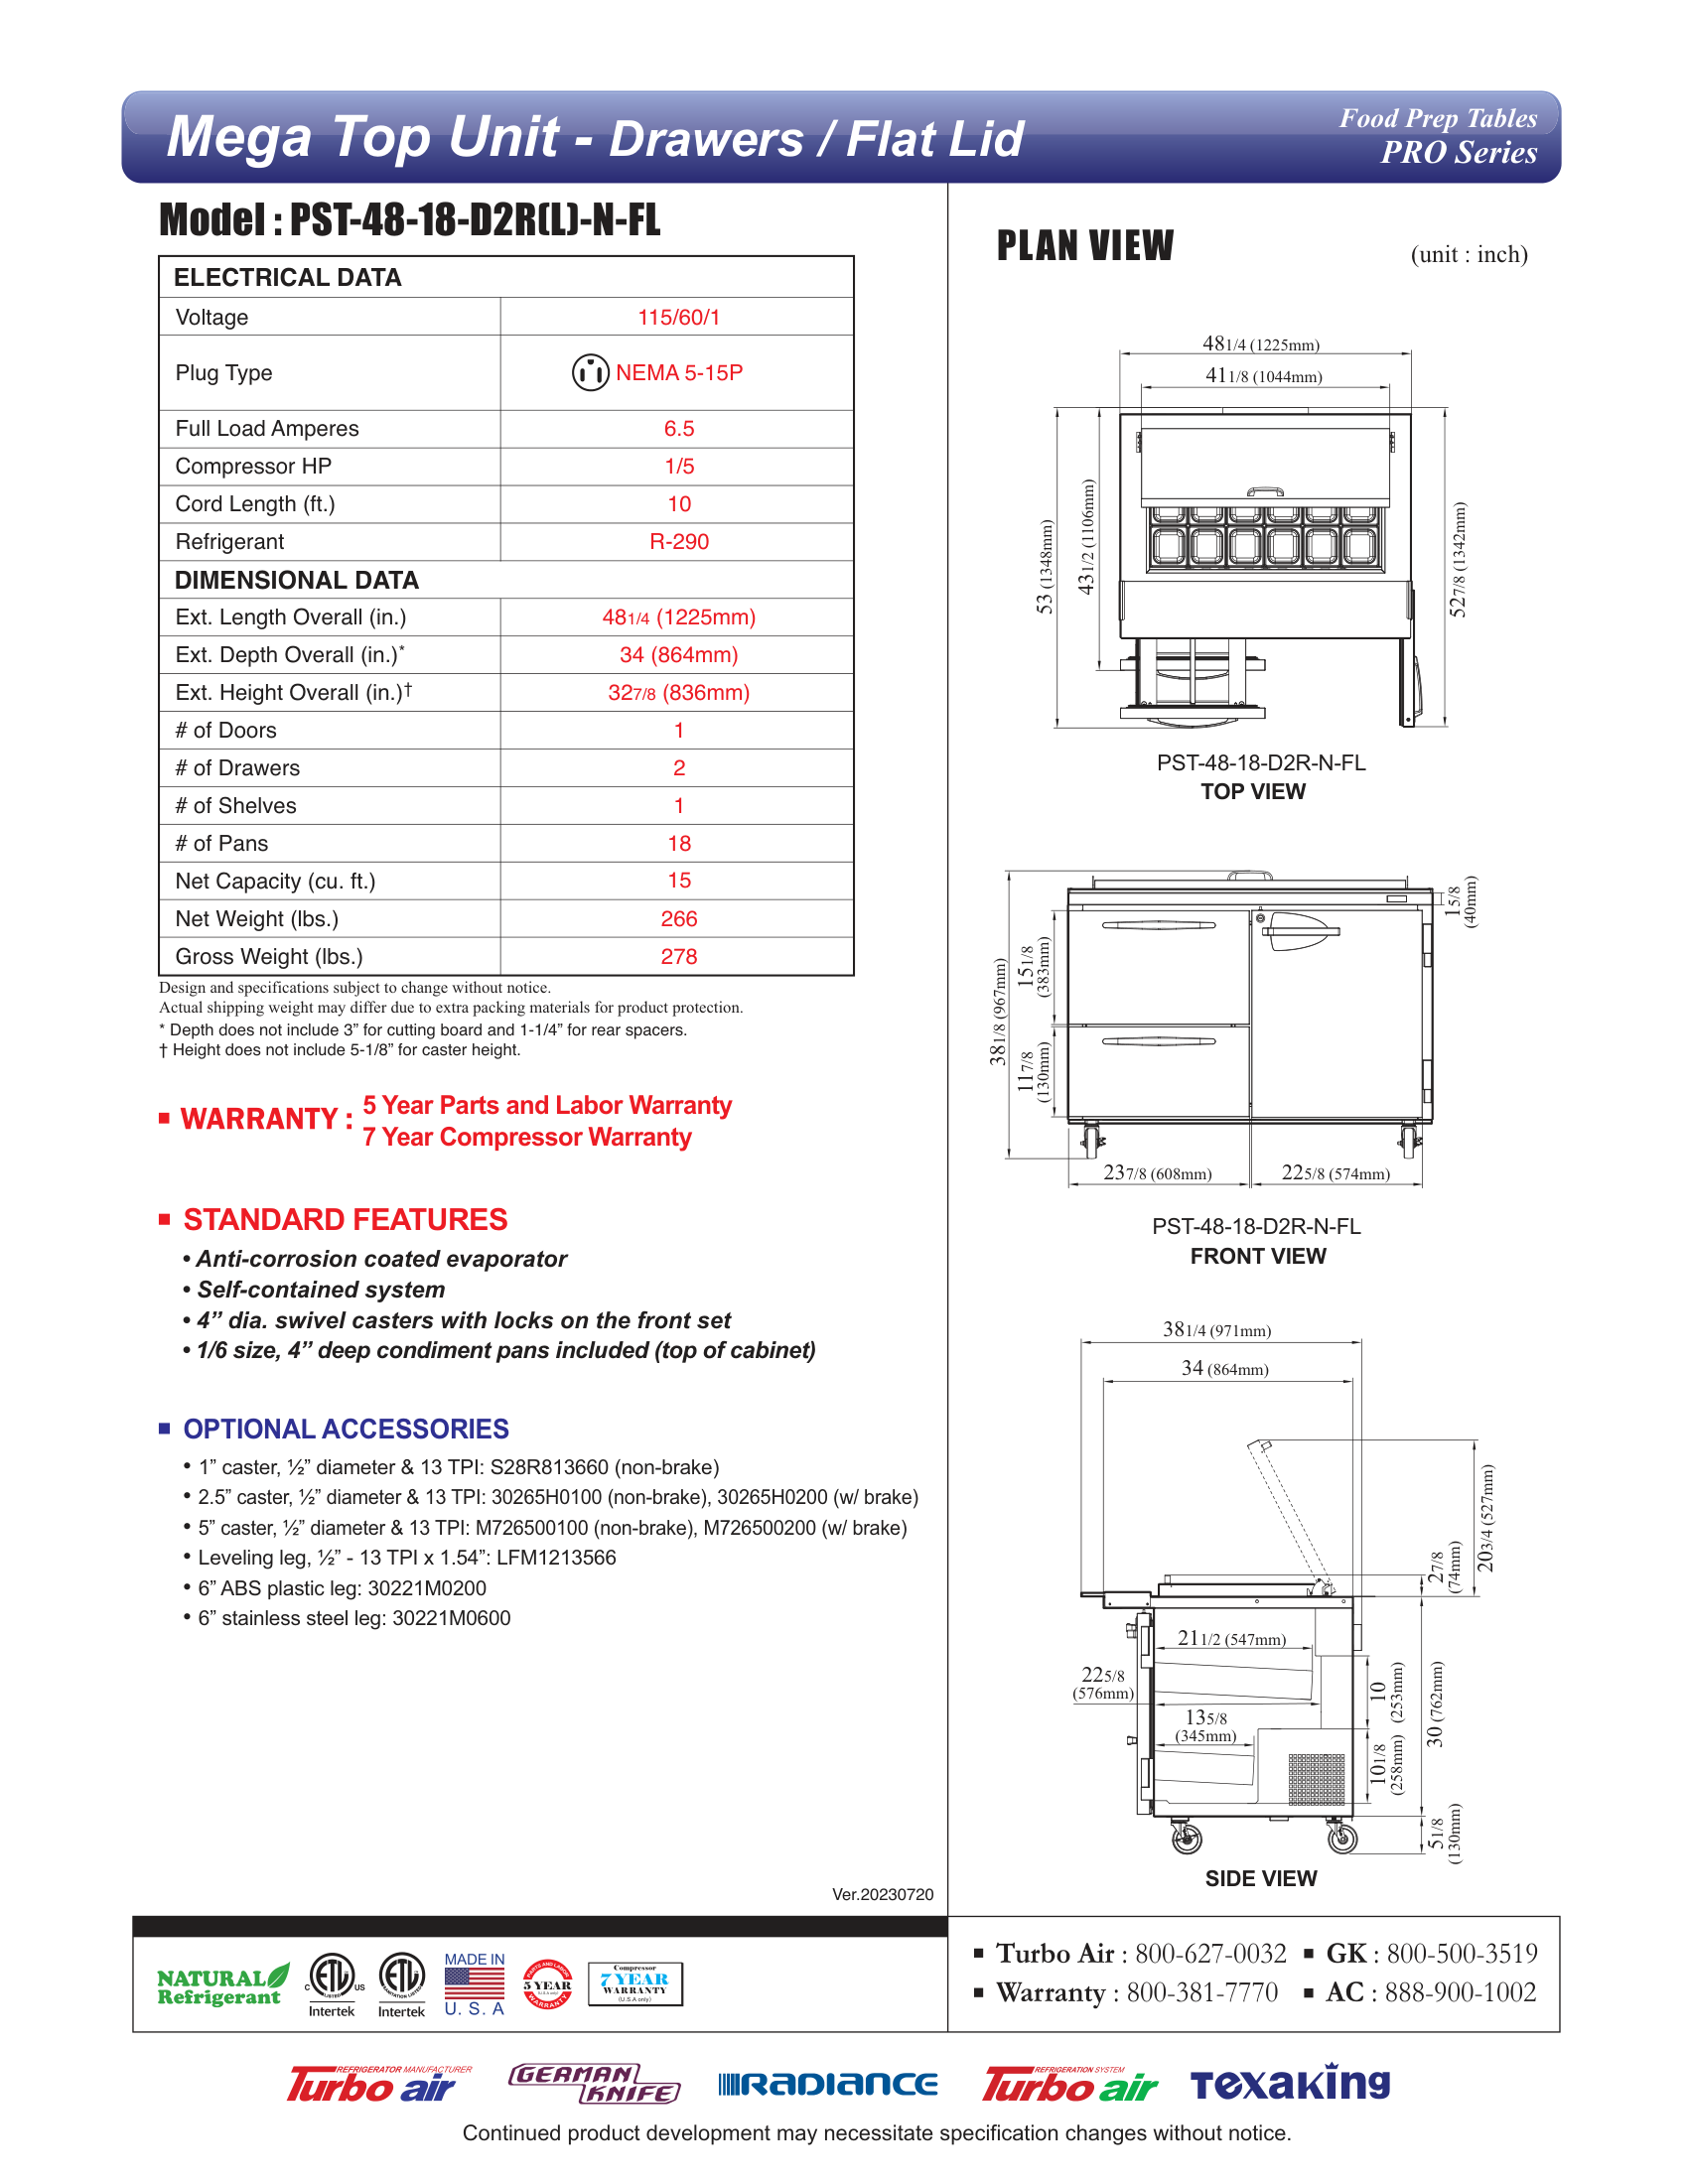 Mega Top Unit - Drawers / Flat Lid
Food Prep Tables
PRO Series
Model : PST-48-18-D2R(L)-N-FL
ELECTRICAL DATA
Voltage 115/60/1
Plug Type NEMA 5-15P
Full Load Amperes 6.5
Compressor HP 1/5
Cord Length (ft.) 10
Refrigerant R-290
DIMENSIONAL DATA
Ext. Length Overall (in.) 48 1/4 (1225mm)
Ext. Depth Overall (in.)* 34 (864mm)
Ext. Height Overall (in.)† 32 7/8 (836mm)
# of Doors 1
# of Drawers 2
# of Shelves 1
# of Pans 18
Net Capacity (cu. ft.) 15
Net Weight (lbs.) 266
Gross Weight (lbs.) 278
Design and specifications subject to change without notice.
Actual shipping weight may differ due to extra packing materials for product protection.
* Depth does not include 3” for cutting board and 1-1/4” for rear spacers.
† Height does not include 5-1/8” for caster height.
▪ WARRANTY : 5 Year Parts and Labor Warranty
7 Year Compressor Warranty
▪ STANDARD FEATURES
• Anti-corrosion coated evaporator
• Self-contained system
• 4” dia. swivel casters with locks on the front set
• 1/6 size, 4” deep condiment pans included (top of cabinet)
▪ OPTIONAL ACCESSORIES
• 1” caster, ½” diameter & 13 TPI: S28R813660 (non-brake)
• 2.5” caster, ½” diameter & 13 TPI: 30265H0100 (non-brake), 30265H0200 (w/ brake)
• 5” caster, ½” diameter & 13 TPI: M726500100 (non-brake), M726500200 (w/ brake)
• Leveling leg, ½” - 13 TPI x 1.54”: LFM1213566
• 6” ABS plastic leg: 30221M0200
• 6” stainless steel leg: 30221M0600
Ver.20230720
PLAN VIEW
(unit : inch)
48 1/4 (1225mm)
41 1/8 (1044mm)
53 (1348mm)
43 1/2 (1106mm)
52 7/8 (1342mm)
PST-48-18-D2R-N-FL
TOP VIEW
38 1/8 (967mm)
15 1/8
(383mm)
11 7/8
(130mm)
1 5/8
(40mm)
23 7/8 (608mm)
22 5/8 (574mm)
PST-48-18-D2R-N-FL
FRONT VIEW
38 1/4 (971mm)
34 (864mm)
20 3/4 (527mm)
2 7/8
(74mm)
21 1/2 (547mm)
22 5/8
(576mm)
13 5/8
(345mm)
10
(253mm)
10 1/8
(258mm)
30 (762mm)
5 1/8
(130mm)
SIDE VIEW
NATURAL
Refrigerant
C ETL US
LISTED
Intertek
ETL
SANITATION LISTED
Intertek
MADE IN
U. S. A
PARTS AND LABOR
5 YEAR
(U.S.A only)
WARRANTY
Compressor
7 YEAR
WARRANTY
(U.S.A only)
▪ Turbo Air : 800-627-0032 ▪ GK : 800-500-3519
▪ Warranty : 800-381-7770 ▪ AC : 888-900-1002
REFRIGERATOR MANUFACTURER
Turbo air
GERMAN
KNIFE
RADIANCE
REFRIGERATION SYSTEM
Turbo air
Texaking
Continued product development may necessitate specification changes without notice.